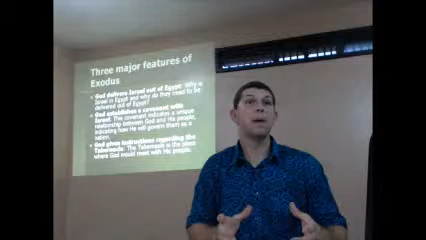 Three major features of
Exodus
God delivers Israel out of Egypt: Why is
Israel in Egypt and why do they need to be
delivered out of Egypt?
God establishes a covenant with
Israel: This covenant indicates a unique
relationship between God and His people,
indicating how He will govern them as a
nation.
God gives instructions regarding the
Tabernacle: The Tabernacle is the place
where God would meet with His people.